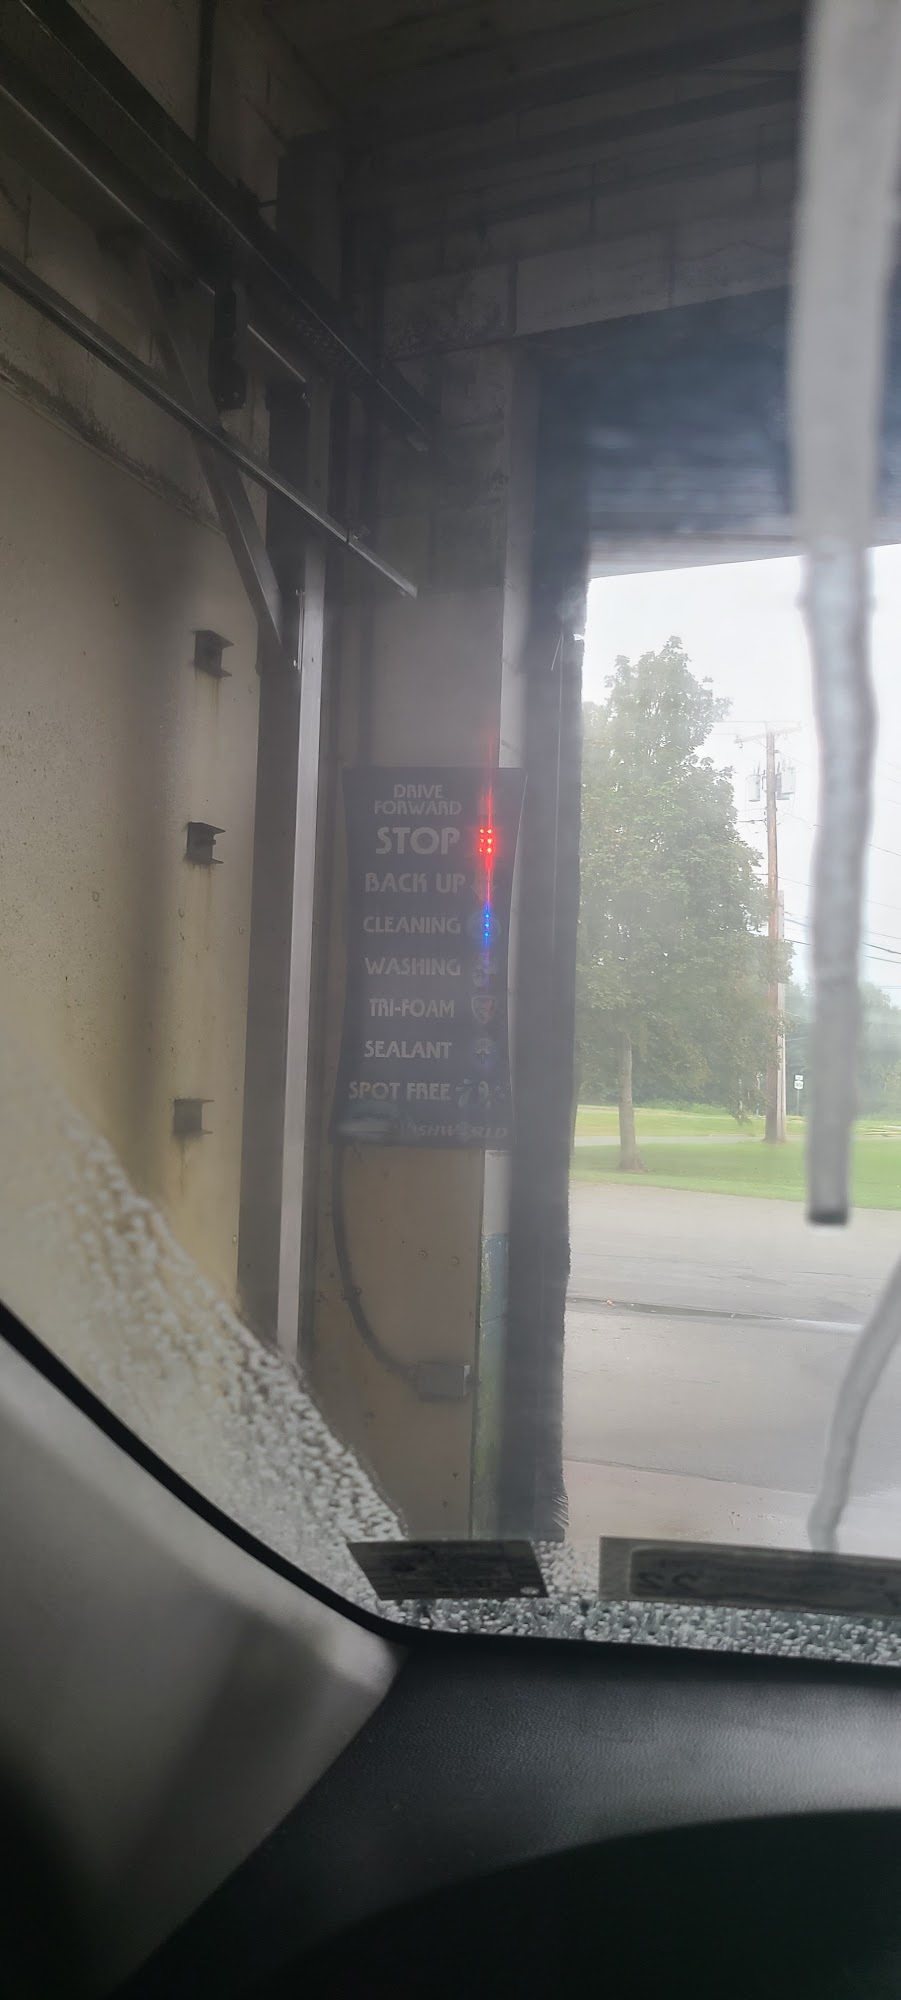 DRIVE
FORWARD
STOP
BACK UP
CLEANING
WASHING
TRI-FOAM
SEALANT
SPOT FREE